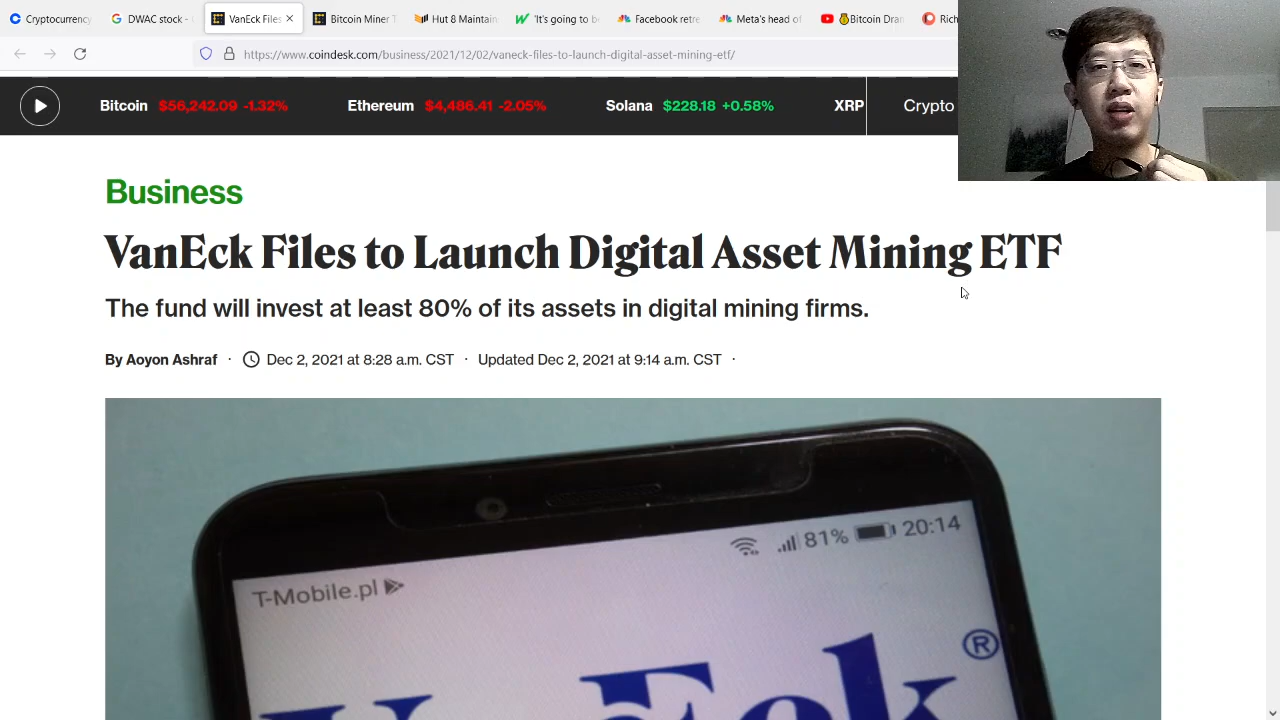 Cryptocurrency
DWAC stock -
VanEck Files
Bitcoin Miner T
Hut 8 Maintain
'It's going to b
Facebook retre
Meta's head of
Bitcoin Dra
Rich
https://www.coindesk.com/business/2021/12/02/vaneck-files-to-launch-digital-asset-mining-etf/
Bitcoin $56,242.09 -1.32% Ethereum $4,486.41 -2.05% Solana $228.18 +0.58% XRP Crypto
Business
VanEck Files to Launch Digital Asset Mining ETF
The fund will invest at least 80% of its assets in digital mining firms.
By Aoyon Ashraf · Dec 2, 2021 at 8:28 a.m. CST · Updated Dec 2, 2021 at 9:14 a.m. CST ·
81% 20:14
T-Mobile.pl
VanEck®